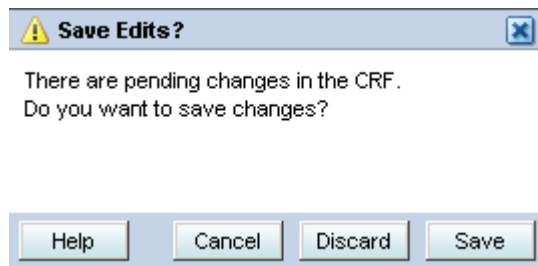 Save Edits?
There are pending changes in the CRF.
Do you want to save changes?
Help Cancel Discard Save